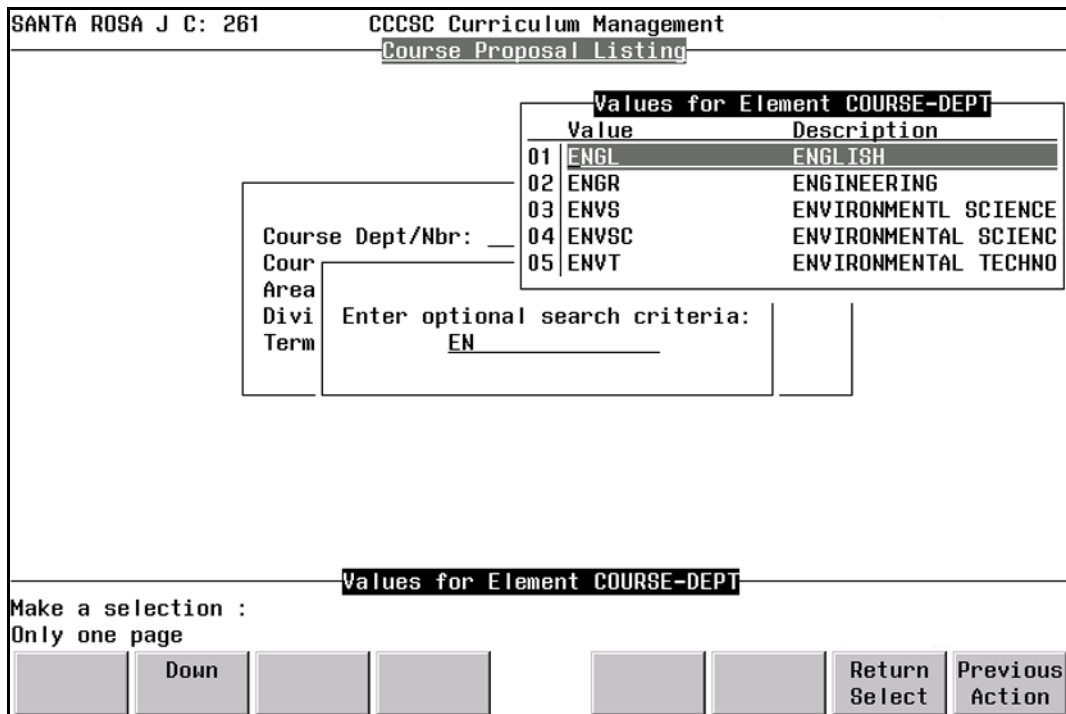 SANTA ROSA J C: 261 CCCSC Curriculum Management
Course Proposal Listing
Values for Element COURSE-DEPT
Value Description
01 ENGL ENGLISH
02 ENGR ENGINEERING
03 ENVS ENVIRONMENTL SCIENCE
04 ENVSC ENVIRONMENTAL SCIENC
05 ENVT ENVIRONMENTAL TECHNO
Course Dept/Nbr:
Cour
Area
Divi
Term
Enter optional search criteria:
EN
Values for Element COURSE-DEPT
Make a selection :
Only one page
Down
Return Select
Previous Action